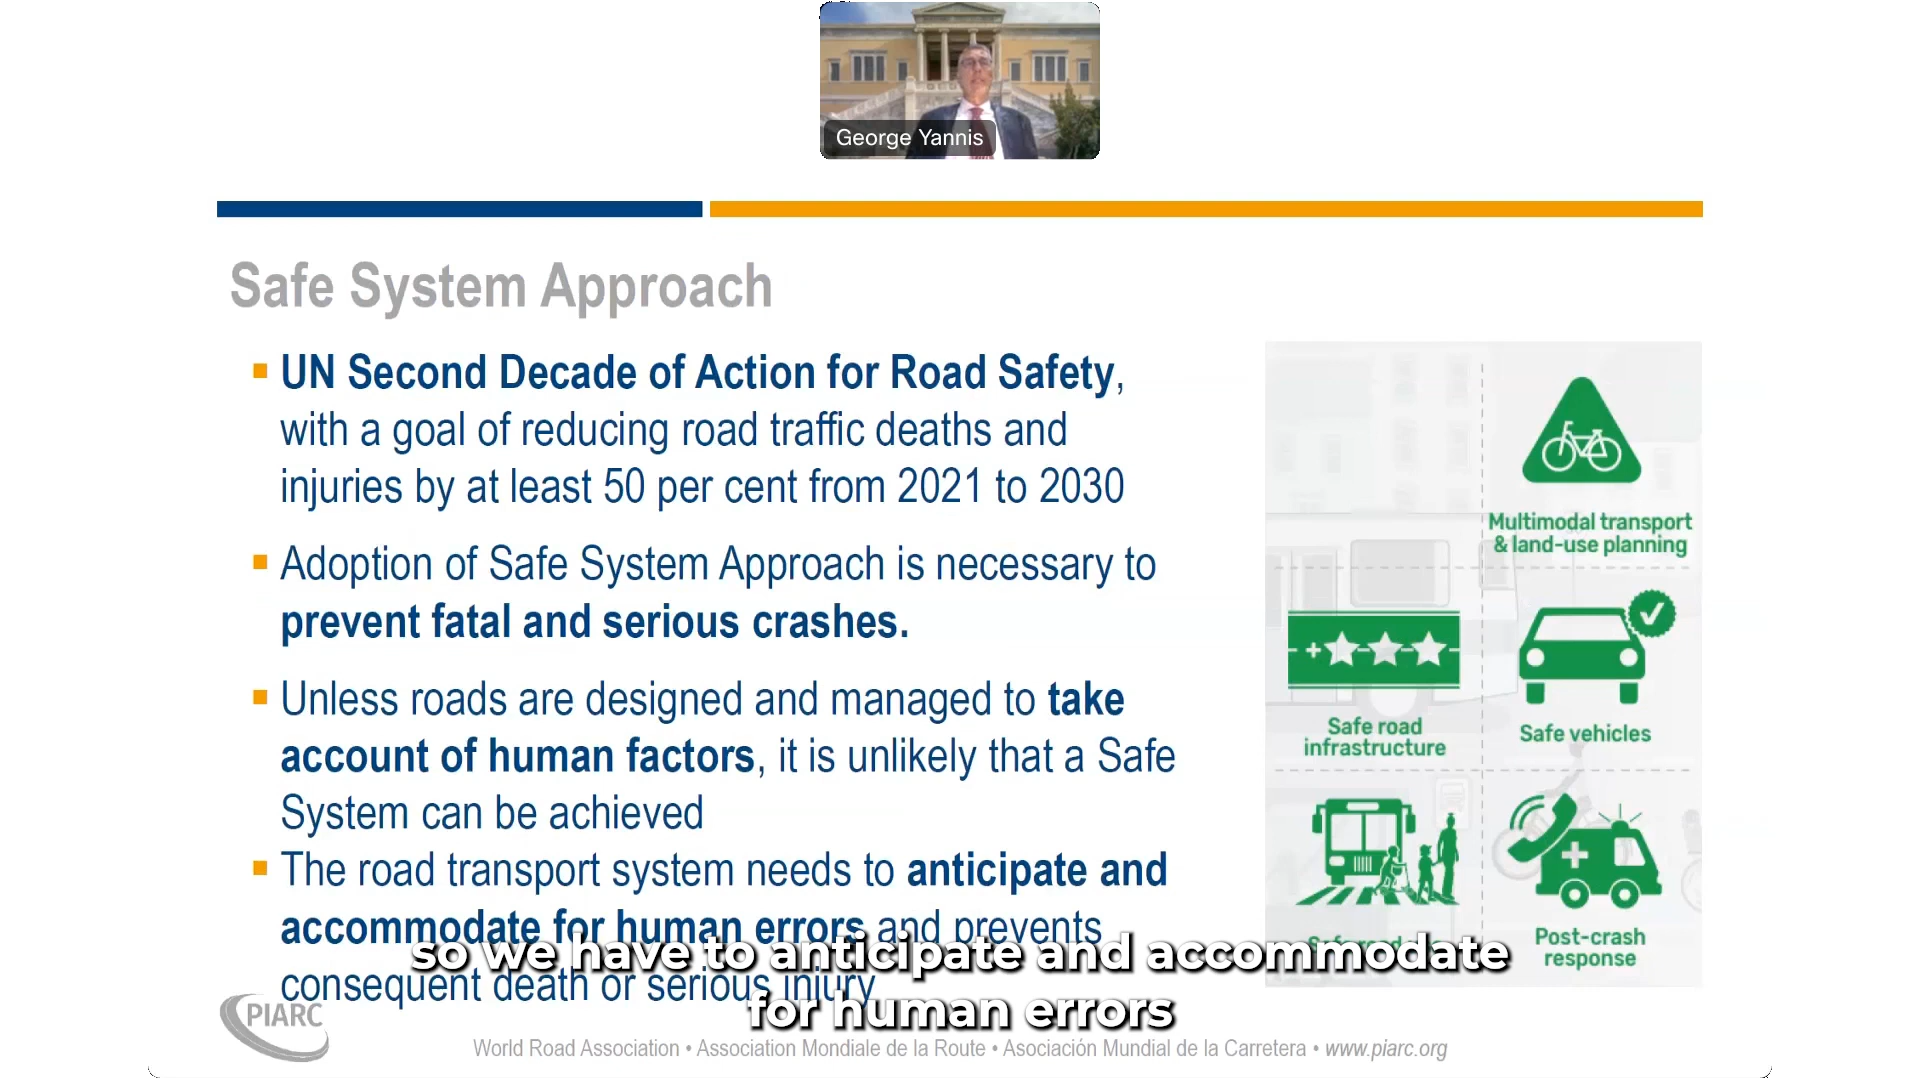 George Yannis
Safe System Approach
UN Second Decade of Action for Road Safety,
with a goal of reducing road traffic deaths and
injuries by at least 50 per cent from 2021 to 2030
Adoption of Safe System Approach is necessary to
prevent fatal and serious crashes.
Unless roads are designed and managed to take
account of human factors, it is unlikely that a Safe
System can be achieved
The road transport system needs to anticipate and
accommodate for human errors and prevents
consequent death or serious injury
Multimodal transport
& land-use planning
Safe road
infrastructure
Safe vehicles
Post-crash
response
so we have to anticipate and accommodate
for human errors
PIARC
World Road Association • Association Mondiale de la Route • Asociación Mundial de la Carretera • www.piarc.org